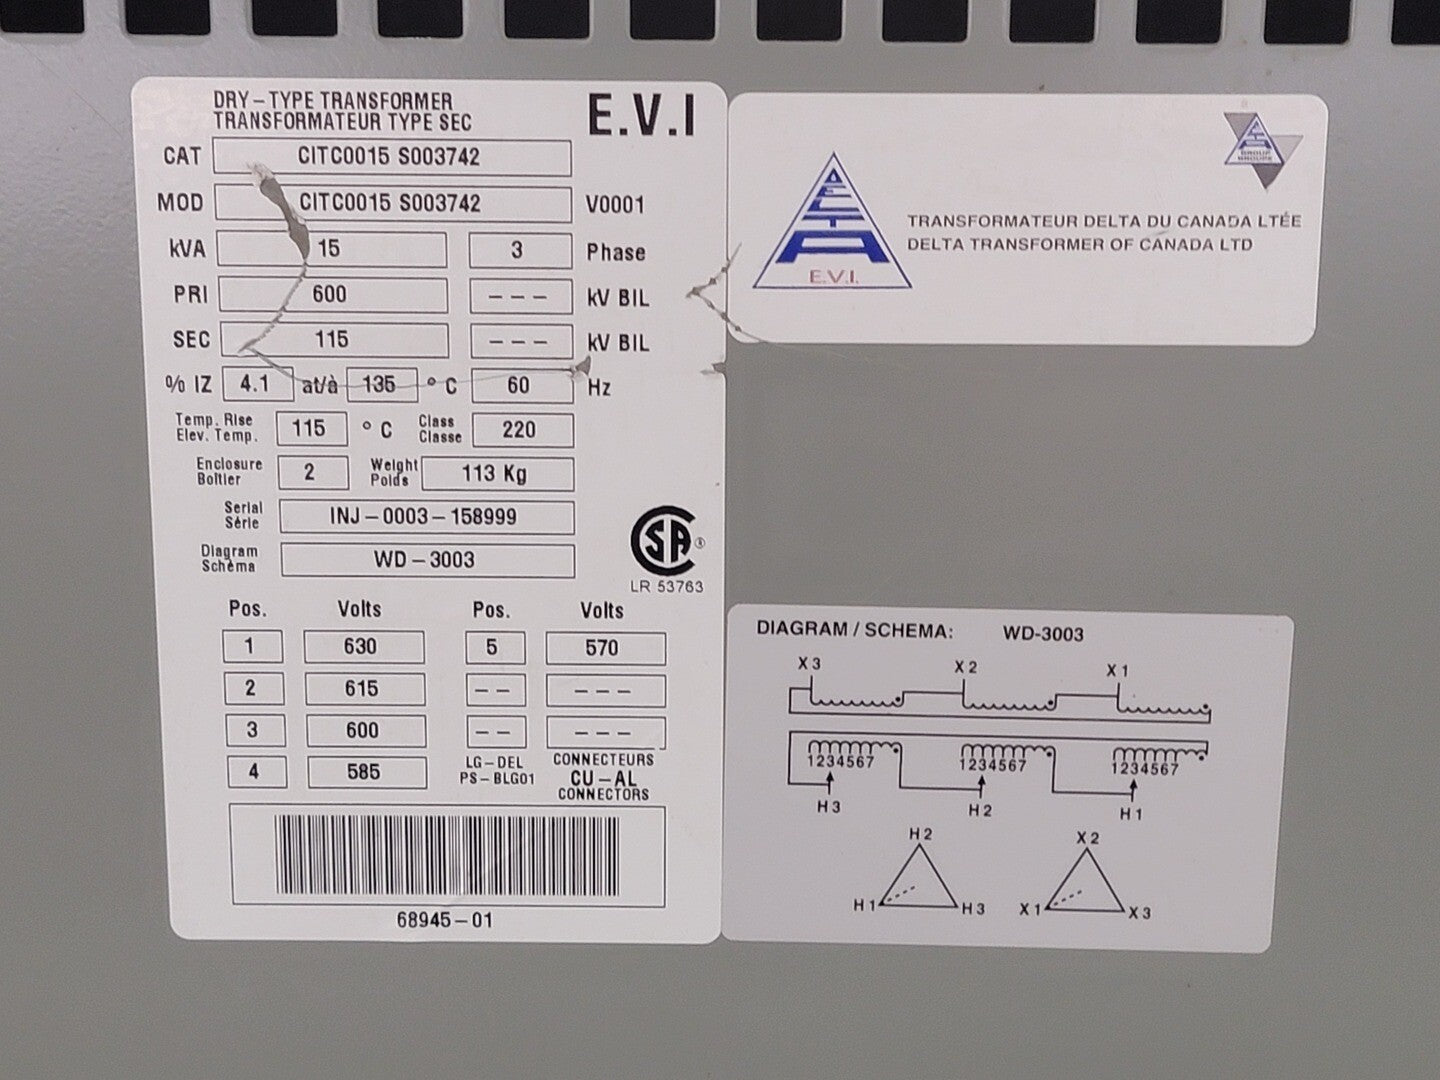 DRY-TYPE TRANSFORMER
TRANSFORMATEUR TYPE SEC
E.V.I
CAT CITC0015 S003742
MOD CITC0015 S003742 V0001
kVA 15 3 Phase
PRI 600 --- kV BIL
SEC 115 --- kV BIL
% IZ 4.1 at/à 135 °C 60 Hz
Temp. Rise
Elev. Temp. 115 °C Class
Classe 220
Enclosure
Boîtier 2 Weight
Poids 113 Kg
Serial
Série INJ-0003-158999
Diagram
Schéma WD-3003
CSA ®
LR 53763
Pos. Volts Pos. Volts
1 630 5 570
2 615 -- ---
3 600 -- ---
4 585
LG-DEL
PS-BLG01
CONNECTEURS
CU-AL
CONNECTORS
68945-01
DELTA
E.V.I.
TRANSFORMATEUR DELTA DU CANADA LTÉE
DELTA TRANSFORMER OF CANADA LTD
GROUP
GROUPE
DIAGRAM / SCHEMA: WD-3003
X3 X2 X1
1234567 1234567 1234567
H3 H2 H1
H2 X2
H1 H3 X1 X3